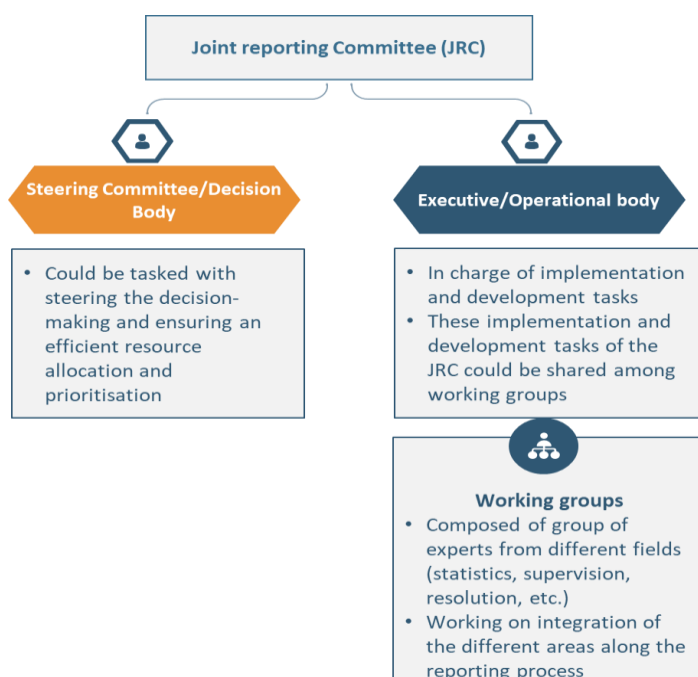 Joint reporting Committee (JRC)
Steering Committee/Decision
Body
• Could be tasked with
steering the decision-
making and ensuring an
efficient resource
allocation and
prioritisation
Executive/Operational body
• In charge of implementation
and development tasks
• These implementation and
development tasks of the
JRC could be shared among
working groups
Working groups
• Composed of group of
experts from different fields
(statistics, supervision,
resolution, etc.)
• Working on integration of
the different areas along the
reporting process